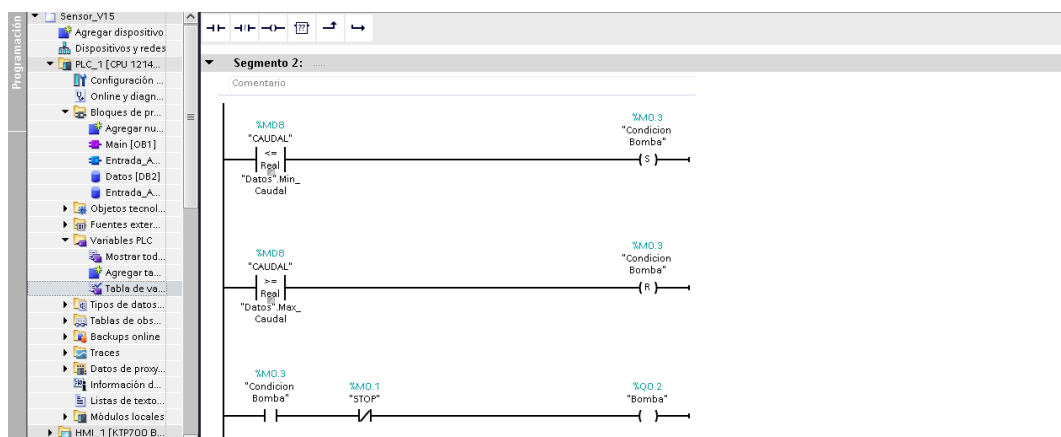 Programación
Sensor_V15
Agregar dispositivo
Dispositivos y redes
PLC_1 [CPU 1214...
Configuración ...
Online y diagn...
Bloques de pr...
Agregar nu...
Main [OB1]
Entrada_A...
Datos [DB2]
Entrada_A...
Objetos tecnol...
Fuentes exter...
Variables PLC
Mostrar tod...
Agregar ta...
Tabla de va...
Tipos de datos...
Tablas de obs...
Backups online
Traces
Datos de proxy...
Información d...
Listas de texto...
Módulos locales
HMI_1 [KTP700 B...
??
Segmento 2: .....
Comentario
%MD8
"CAUDAL"
<=
Real
"Datos".Min_
Caudal
%M0.3
"Condicion
Bomba"
S
%MD8
"CAUDAL"
>=
Real
"Datos".Max_
Caudal
%M0.3
"Condicion
Bomba"
R
%M0.3
"Condicion
Bomba"
%M0.1
"STOP"
%Q0.2
"Bomba"